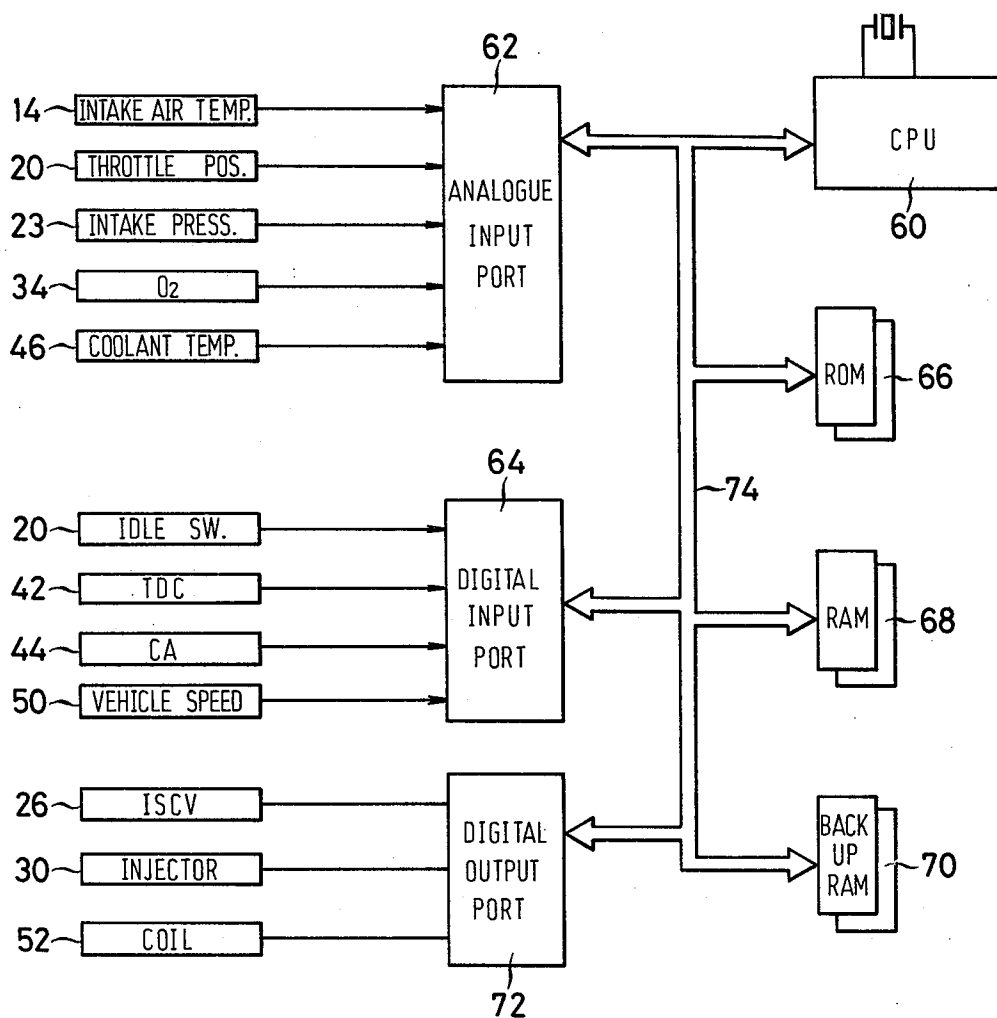 62
14 INTAKE AIR TEMP.
20 THROTTLE POS.
23 INTAKE PRESS.
34 O2
46 COOLANT TEMP.
ANALOGUE
INPUT
PORT
CPU
60
ROM 66
64
74
20 IDLE SW.
42 TDC
44 CA
50 VEHICLE SPEED
DIGITAL
INPUT
PORT
RAM 68
26 ISCV
30 INJECTOR
52 COIL
DIGITAL
OUTPUT
PORT
72
BACK
UP
RAM
70